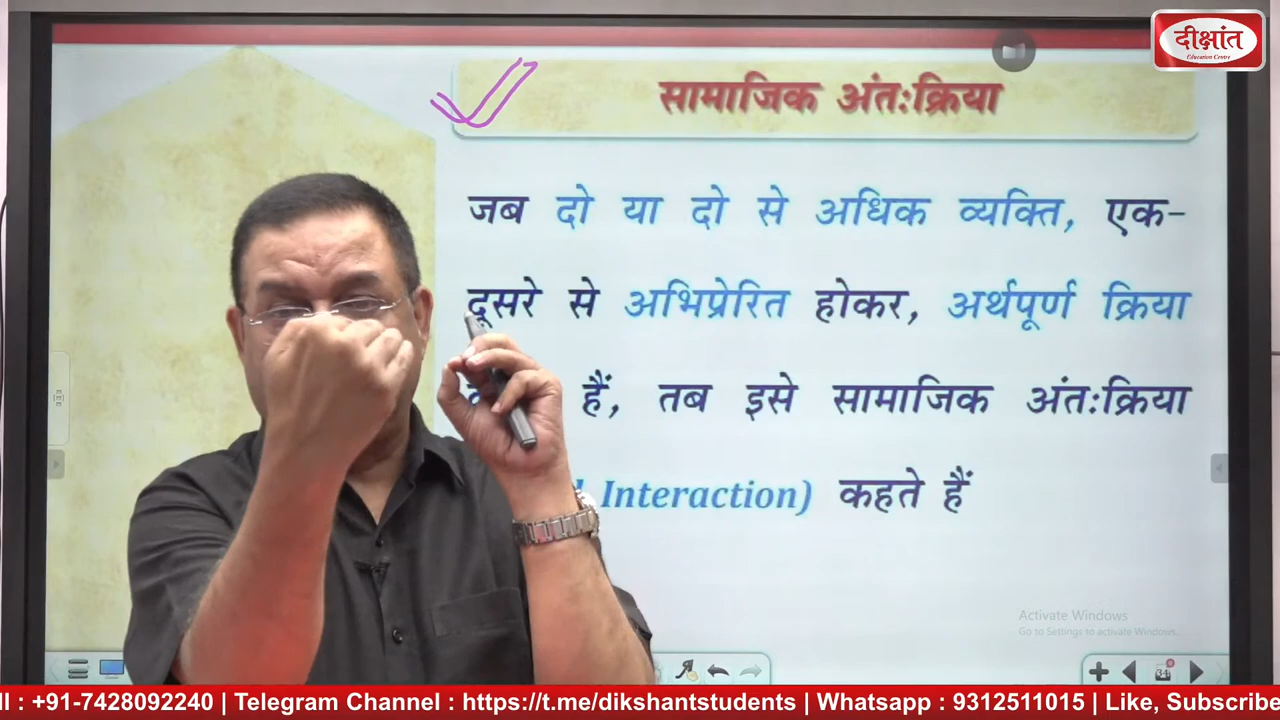 दीक्षांत
Education Centre
सामाजिक अंतःक्रिया
जब दो या दो से अधिक व्यक्ति, एक-
दूसरे से अभिप्रेरित होकर, अर्थपूर्ण क्रिया
हैं, तब इसे सामाजिक अंतःक्रिया
Interaction) कहते हैं
Activate Windows
Go to Settings to activate Windows.
ll : +91-7428092240 | Telegram Channel : https://t.me/dikshantstudents | Whatsapp : 9312511015 | Like, Subscribe